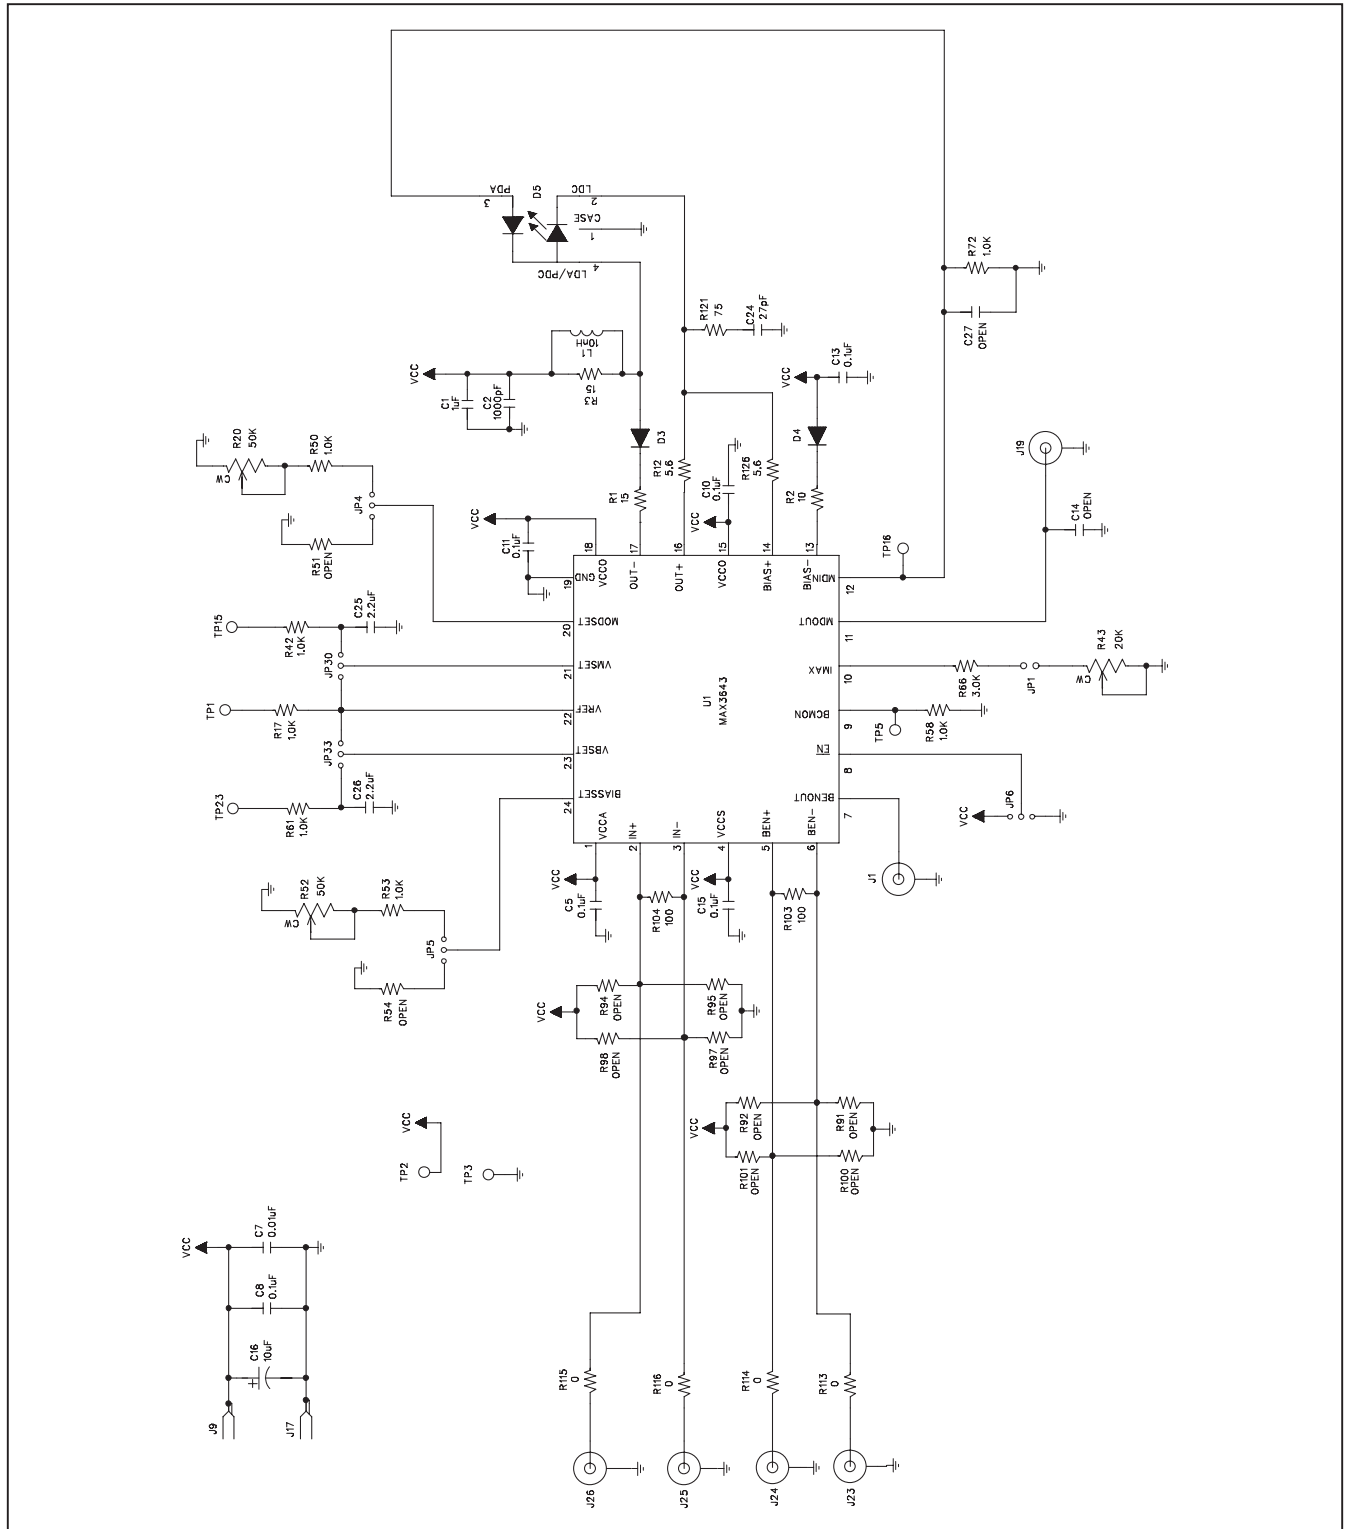 3
PDA
D5
LDC
2
CASE
1
4
LDA/PDC
R72
1.0K
C27
OPEN
R121
75
C24
27pF
L1
10nH
R3
15
VCC
C1
1uF
C2
1000pF
VCC
C13
0.1uF
D3
D4
R12
5.6
R126
5.6
R1
15
R2
10
C10
0.1uF
VCC
VCC
C11
0.1uF
R20
50K
CW
R50
1.0K
JP4
R51
OPEN
J19
C14
OPEN
TP16
TP15
R42
1.0K
C25
2.2uF
JP30
TP1
R17
1.0K
JP33
TP23
R61
1.0K
C26
2.2uF
18
VCCO
17
OUT-
16
OUT+
15
VCCO
14
BIAS+
13
BIAS-
19
GND
20
MODSET
21
VMSET
22
VREF
23
VBSET
24
BIASSET
U1
MAX3643
MDIN
12
MDOUT
11
IMAX
10
BCMON
9
EN
8
BENOUT
7
1
VCCA
2
IN+
3
IN-
4
VCCS
5
BEN+
6
BEN-
R66
3.0K
JP1
R43
20K
CW
TP5
R58
1.0K
VCC
JP6
J1
R52
50K
CW
R53
1.0K
JP5
R54
OPEN
VCC
C5
0.1uF
R104
100
VCC
C15
0.1uF
R103
100
VCC
R94
OPEN
R98
OPEN
R95
OPEN
R97
OPEN
VCC
R92
OPEN
R101
OPEN
R91
OPEN
R100
OPEN
VCC
TP2
TP3
VCC
C7
0.01uF
C8
0.1uF
C16
10uF
+
J9
J17
R115
0
R116
0
R114
0
R113
0
J26
J25
J24
J23